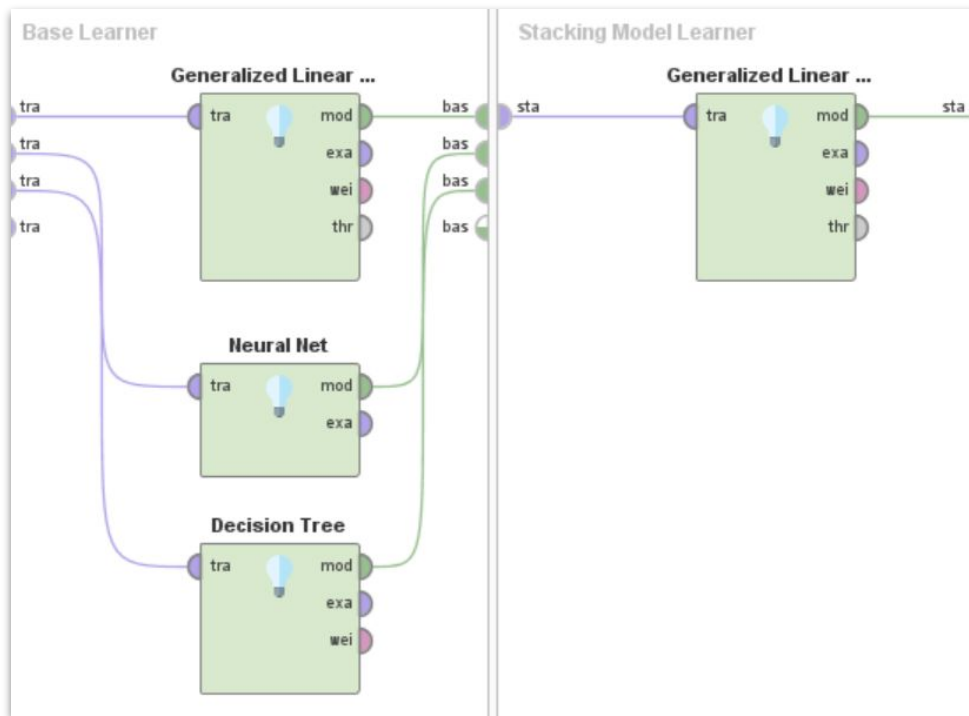 Base Learner
Stacking Model Learner
Generalized Linear ...
Generalized Linear ...
tra
tra
mod
bas
sta
tra
mod
sta
tra
exa
bas
exa
tra
wei
bas
wei
tra
thr
bas
thr
Neural Net
tra
mod
exa
Decision Tree
tra
mod
exa
wei